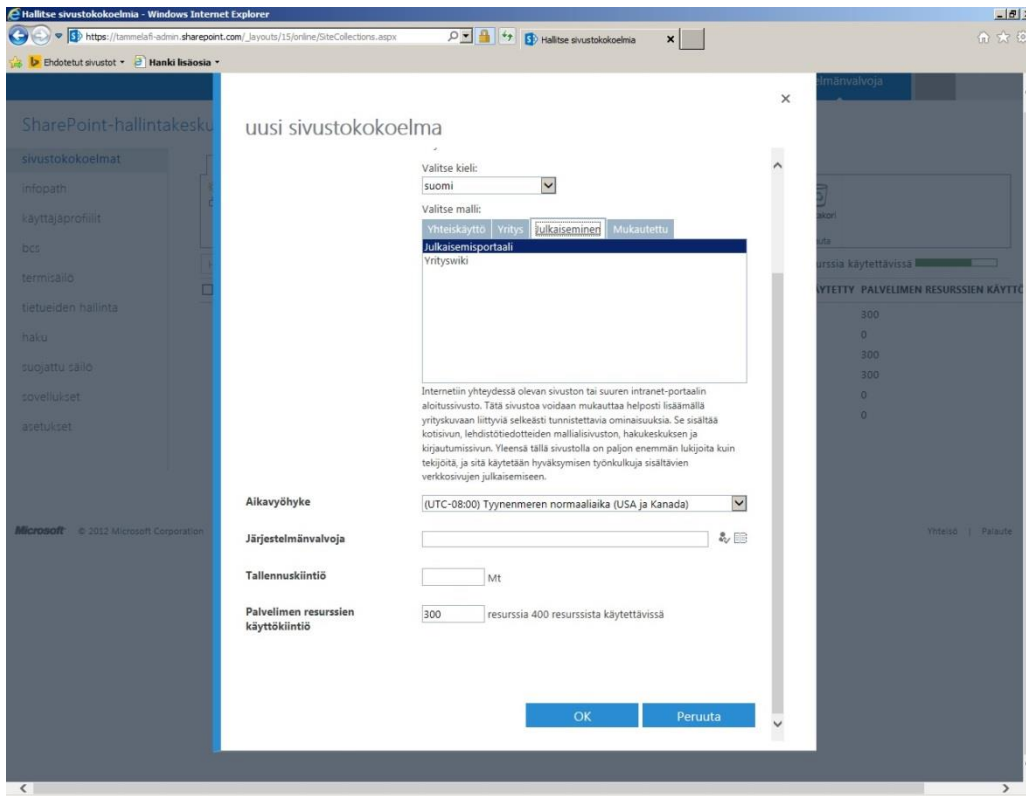 Hallitse sivustokokoelmia - Windows Internet Explorer
https://tammelafi-admin.sharepoint.com/_layouts/15/online/SiteCollections.aspx
Hallitse sivustokokoelmia
Ehdotetut sivustot
Hanki lisäosia
elmänvalvoja
SharePoint-hallintakesku
sivustokokoelmat
infopath
käyttäjäprofiilit
bcs
termisäilö
tietueiden hallinta
haku
suojattu säilö
sovellukset
asetukset
uusi sivustokokoelma
Valitse kieli:
suomi
Valitse malli:
Yhteiskäyttö Yritys Julkaiseminen Mukautettu
Julkaisemisportaali
Yrityswiki
Internetiin yhteydessä olevan sivuston tai suuren intranet-portaalin
aloitussivusto. Tätä sivustoa voidaan mukauttaa helposti lisäämällä
yrityskuvaan liittyviä selkeästi tunnistettavia ominaisuuksia. Se sisältää
kotisivun, lehdistötiedotteiden mallialisivuston, hakukeskuksen ja
kirjautumissivun. Yleensä tällä sivustolla on paljon enemmän lukijoita kuin
tekijöitä, ja sitä käytetään hyväksymisen työnkulkuja sisältävien
verkkosivujen julkaisemiseen.
Aikavyöhyke
(UTC-08:00) Tyynenmeren normaaliaika (USA ja Kanada)
Järjestelmänvalvoja
Tallennuskiintiö
Mt
Palvelimen resurssien
käyttökiintiö
300 resurssia 400 resurssista käytettävissä
OK Peruuta
urssia käytettävissä
ÄYTETTY PALVELIMEN RESURSSIEN KÄYTTÖ
300
0
300
300
0
0
Microsoft © 2012 Microsoft Corporation
Yhteisö | Palaute